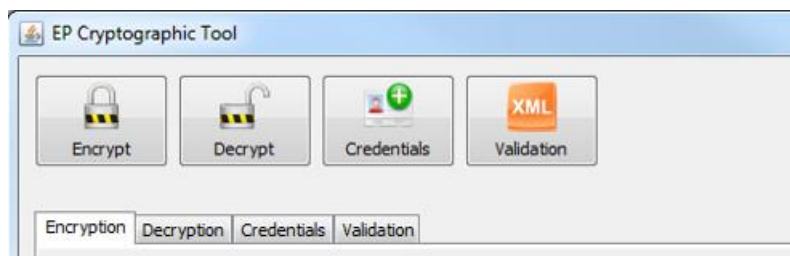 EP Cryptographic Tool
XML
Encrypt Decrypt Credentials Validation
Encryption Decryption Credentials Validation